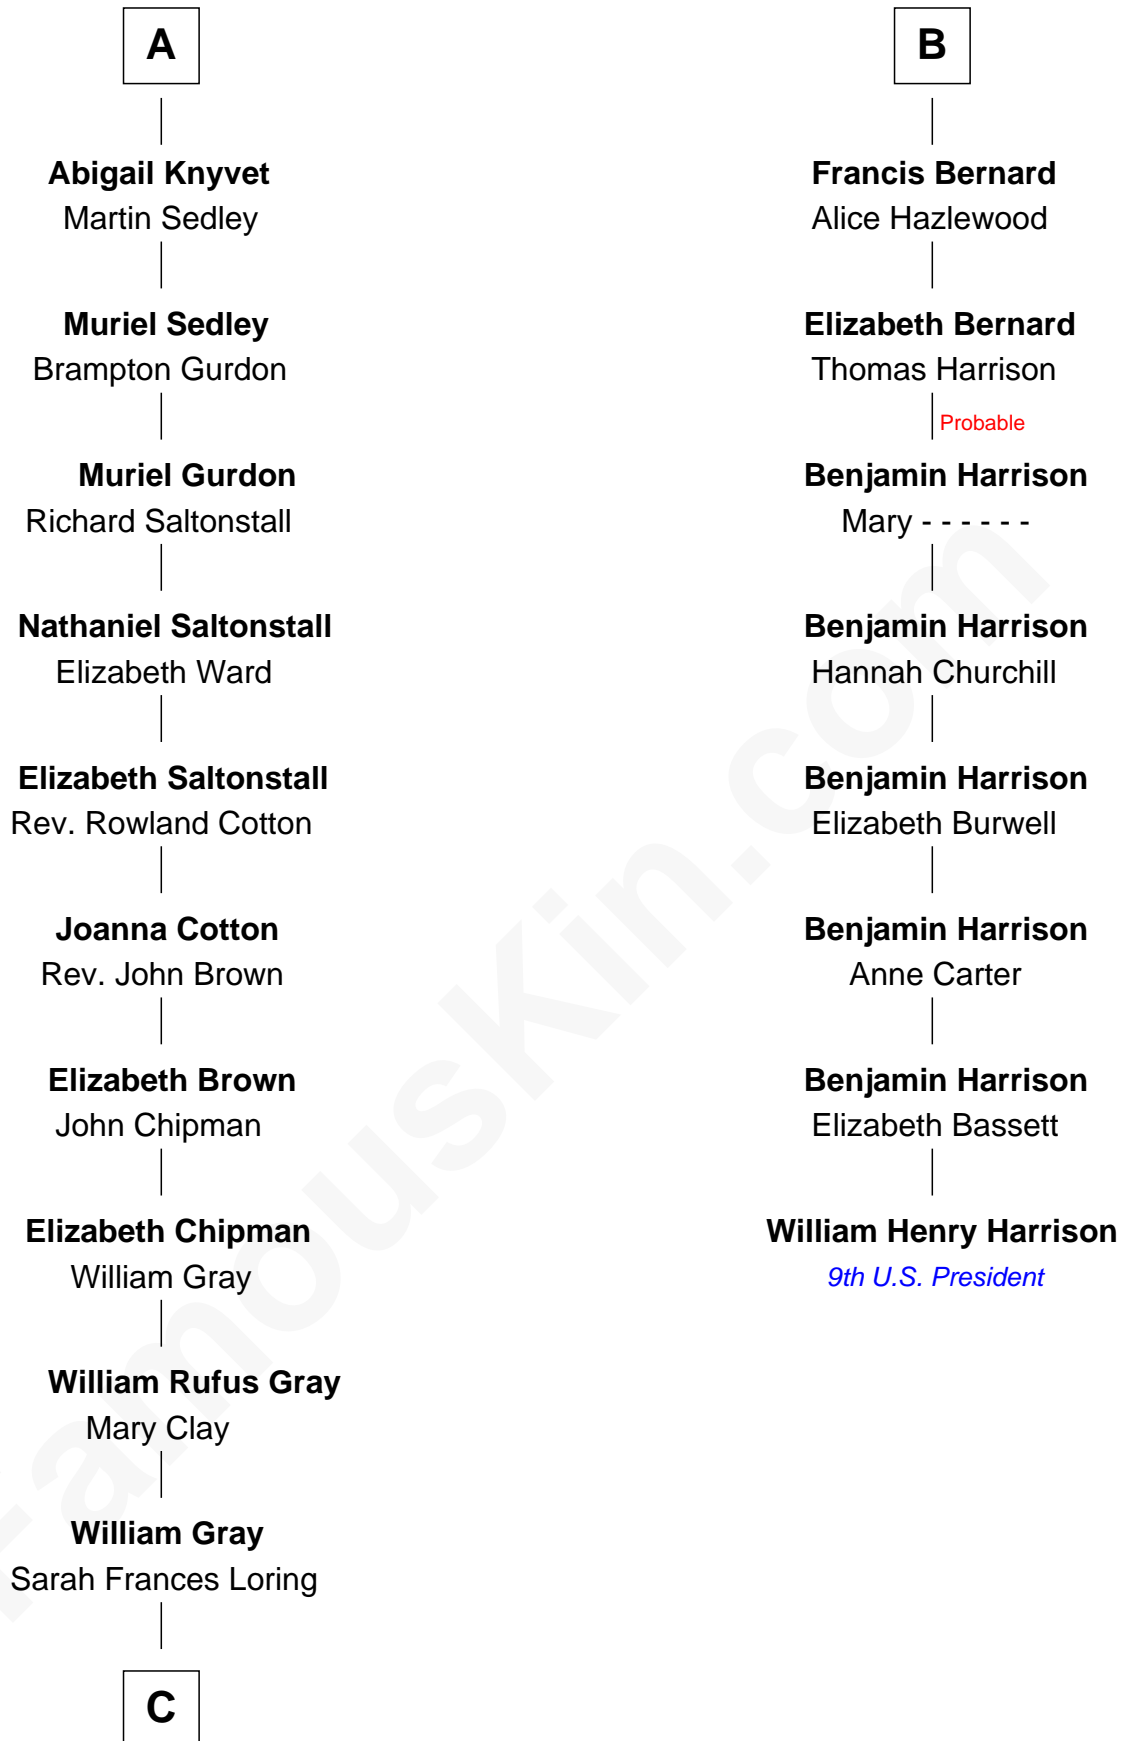 A
Abigail Knyvet
Martin Sedley
Muriel Sedley
Brampton Gurdon
Muriel Gurdon
Richard Saltonstall
Nathaniel Saltonstall
Elizabeth Ward
Elizabeth Saltonstall
Rev. Rowland Cotton
Joanna Cotton
Rev. John Brown
Elizabeth Brown
John Chipman
Elizabeth Chipman
William Gray
William Rufus Gray
Mary Clay
William Gray
Sarah Frances Loring
C
B
Francis Bernard
Alice Hazlewood
Elizabeth Bernard
Thomas Harrison
Probable
Benjamin Harrison
Mary - - - - - -
Benjamin Harrison
Hannah Churchill
Benjamin Harrison
Elizabeth Burwell
Benjamin Harrison
Anne Carter
Benjamin Harrison
Elizabeth Bassett
William Henry Harrison
9th U.S. President
FamousKin.com